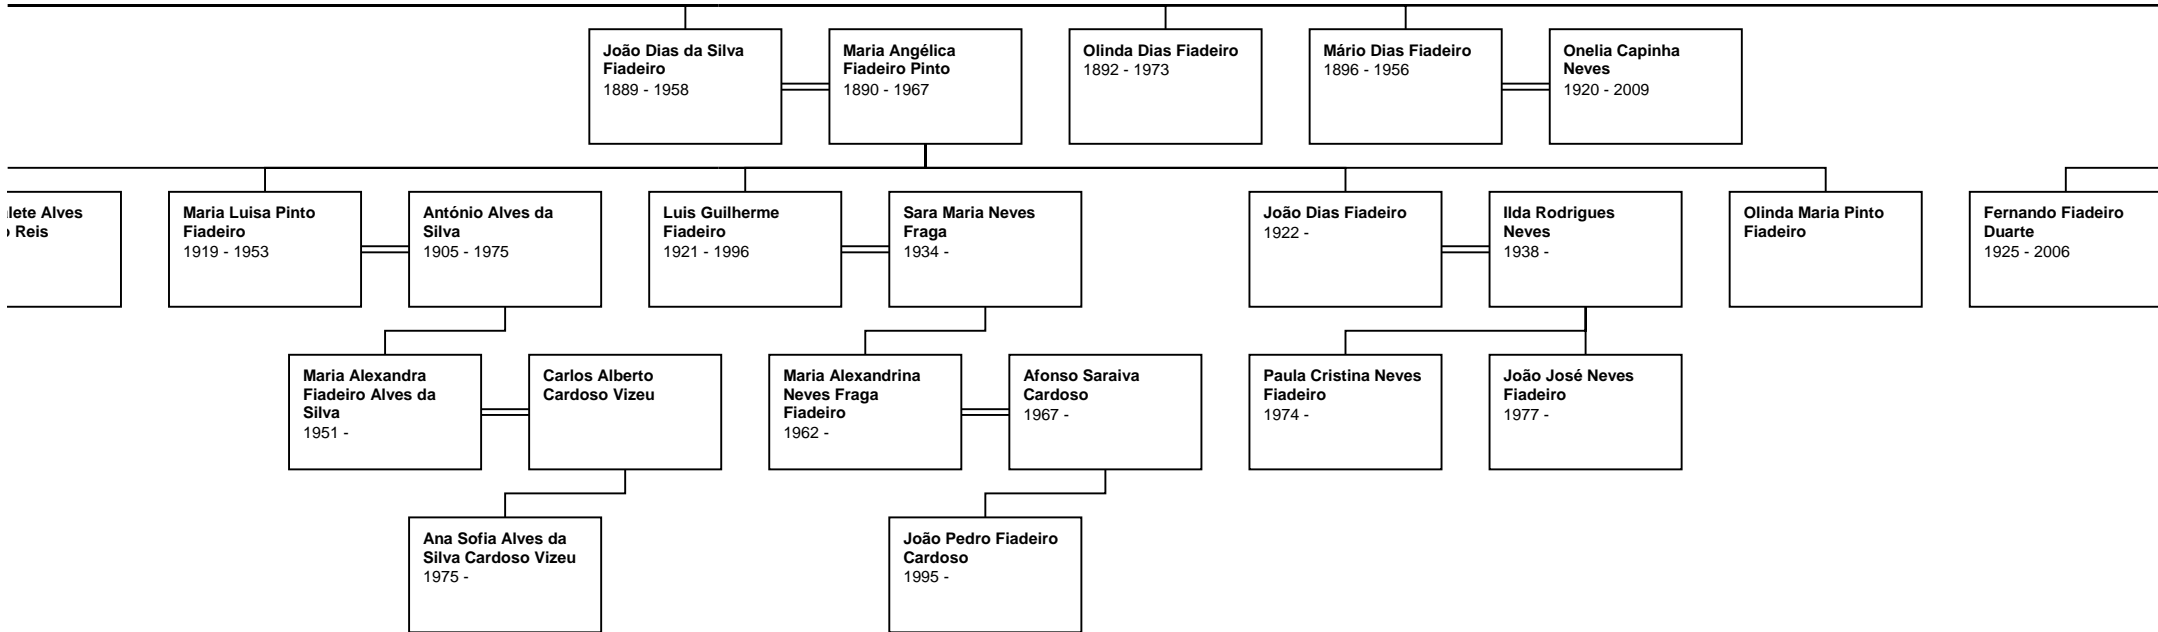 João Dias da Silva
Fiadeiro
1889 - 1958
Maria Angélica
Fiadeiro Pinto
1890 - 1967
Olinda Dias Fiadeiro
1892 - 1973
Mário Dias Fiadeiro
1896 - 1956
Onelia Capinha
Neves
1920 - 2009
Alves
Reis
Maria Luisa Pinto
Fiadeiro
1919 - 1953
António Alves da
Silva
1905 - 1975
Luis Guilherme
Fiadeiro
1921 - 1996
Sara Maria Neves
Fraga
1934 -
João Dias Fiadeiro
1922 -
Ilda Rodrigues
Neves
1938 -
Olinda Maria Pinto
Fiadeiro
Fernando Fiadeiro
Duarte
1925 - 2006
Maria Alexandra
Fiadeiro Alves da
Silva
1951 -
Carlos Alberto
Cardoso Vizeu
Maria Alexandrina
Neves Fraga
Fiadeiro
1962 -
Afonso Saraiva
Cardoso
1967 -
Paula Cristina Neves
Fiadeiro
1974 -
João José Neves
Fiadeiro
1977 -
Ana Sofia Alves da
Silva Cardoso Vizeu
1975 -
João Pedro Fiadeiro
Cardoso
1995 -